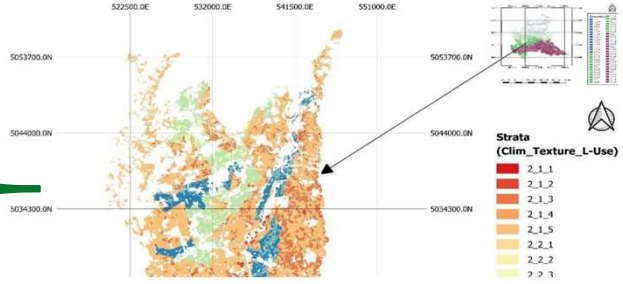 522500.0E 532000.0E 541500.0E 551000.0E
5053700.0N 5053700.0N
5044000.0N 5044000.0N
5034300.0N 5034300.0N
Strata
(Clim_Texture_L-Use)
2_1_1
2_1_2
2_1_3
2_1_4
2_1_5
2_2_1
2_2_2
2_2_3